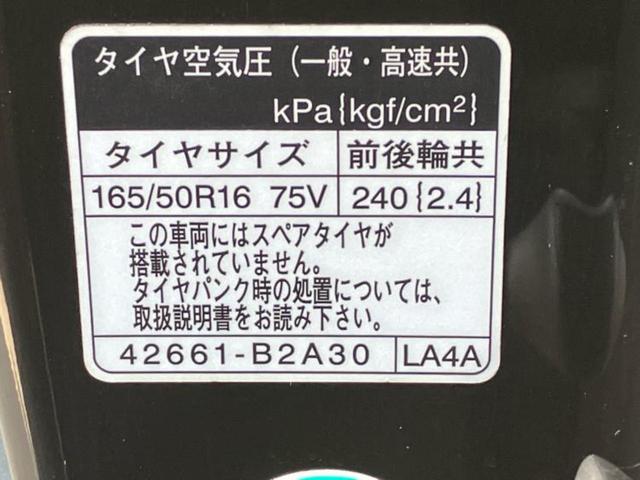 タイヤ空気圧（一般・高速共）
kPa{kgf/cm²}
タイヤサイズ 前後輪共
165/50R16 75V 240{2.4}
この車両にはスペアタイヤが
搭載されていません。
タイヤパンク時の処置については、
取扱説明書をお読み下さい。
42661-B2A30 LA4A